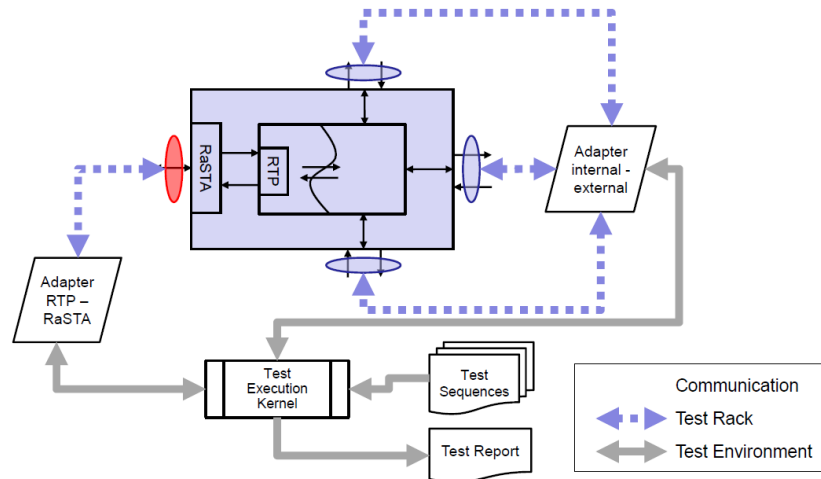 RaSTA
RTP
Adapter
internal -
external
Adapter
RTP –
RaSTA
Test
Execution
Kernel
Test
Sequences
Test Report
Communication
Test Rack
Test Environment